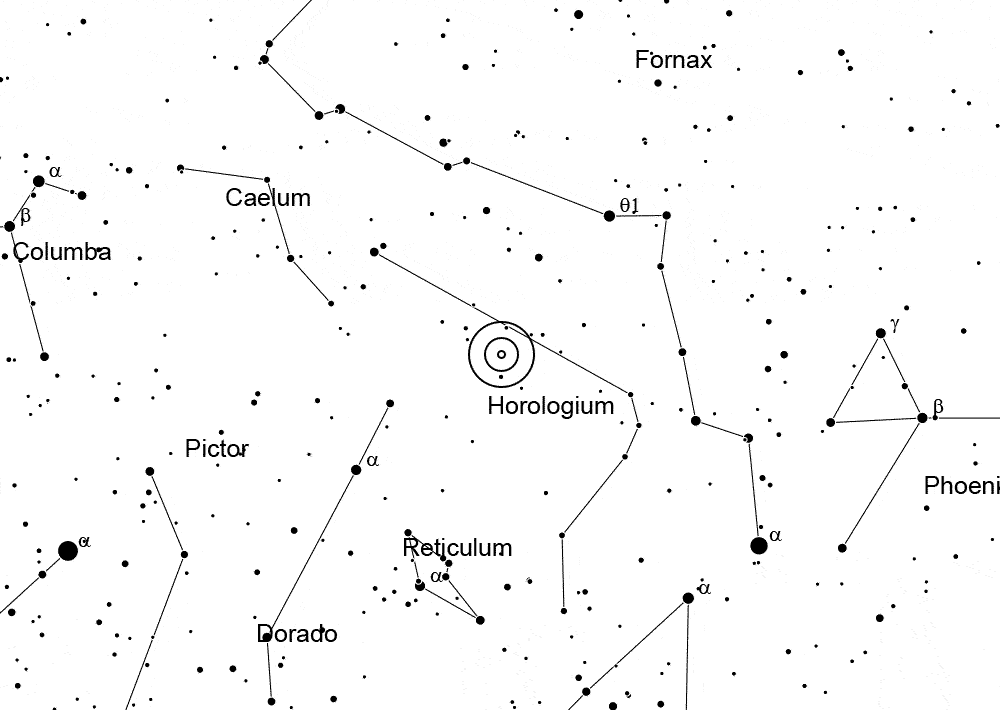 Fornax
α
Caelum
θ1
β
Columba
γ
Horologium
β
Pictor
α
Phoeni
α
Reticulum
α
α
α
Dorado